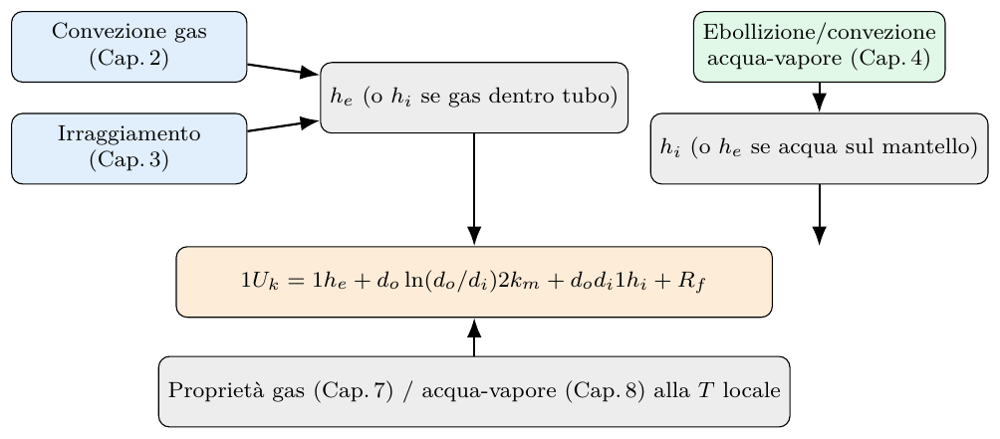 Convezione gas
(Cap. 2)
Irraggiamento
(Cap. 3)
h_e (o h_i se gas dentro tubo)
Ebollizione/convezione
acqua-vapore (Cap. 4)
h_i (o h_e se acqua sul mantello)
1U_k = 1h_e + d_o ln(d_o/d_i)2k_m + d_od_i1h_i + R_f
Proprietà gas (Cap. 7) / acqua-vapore (Cap. 8) alla T locale